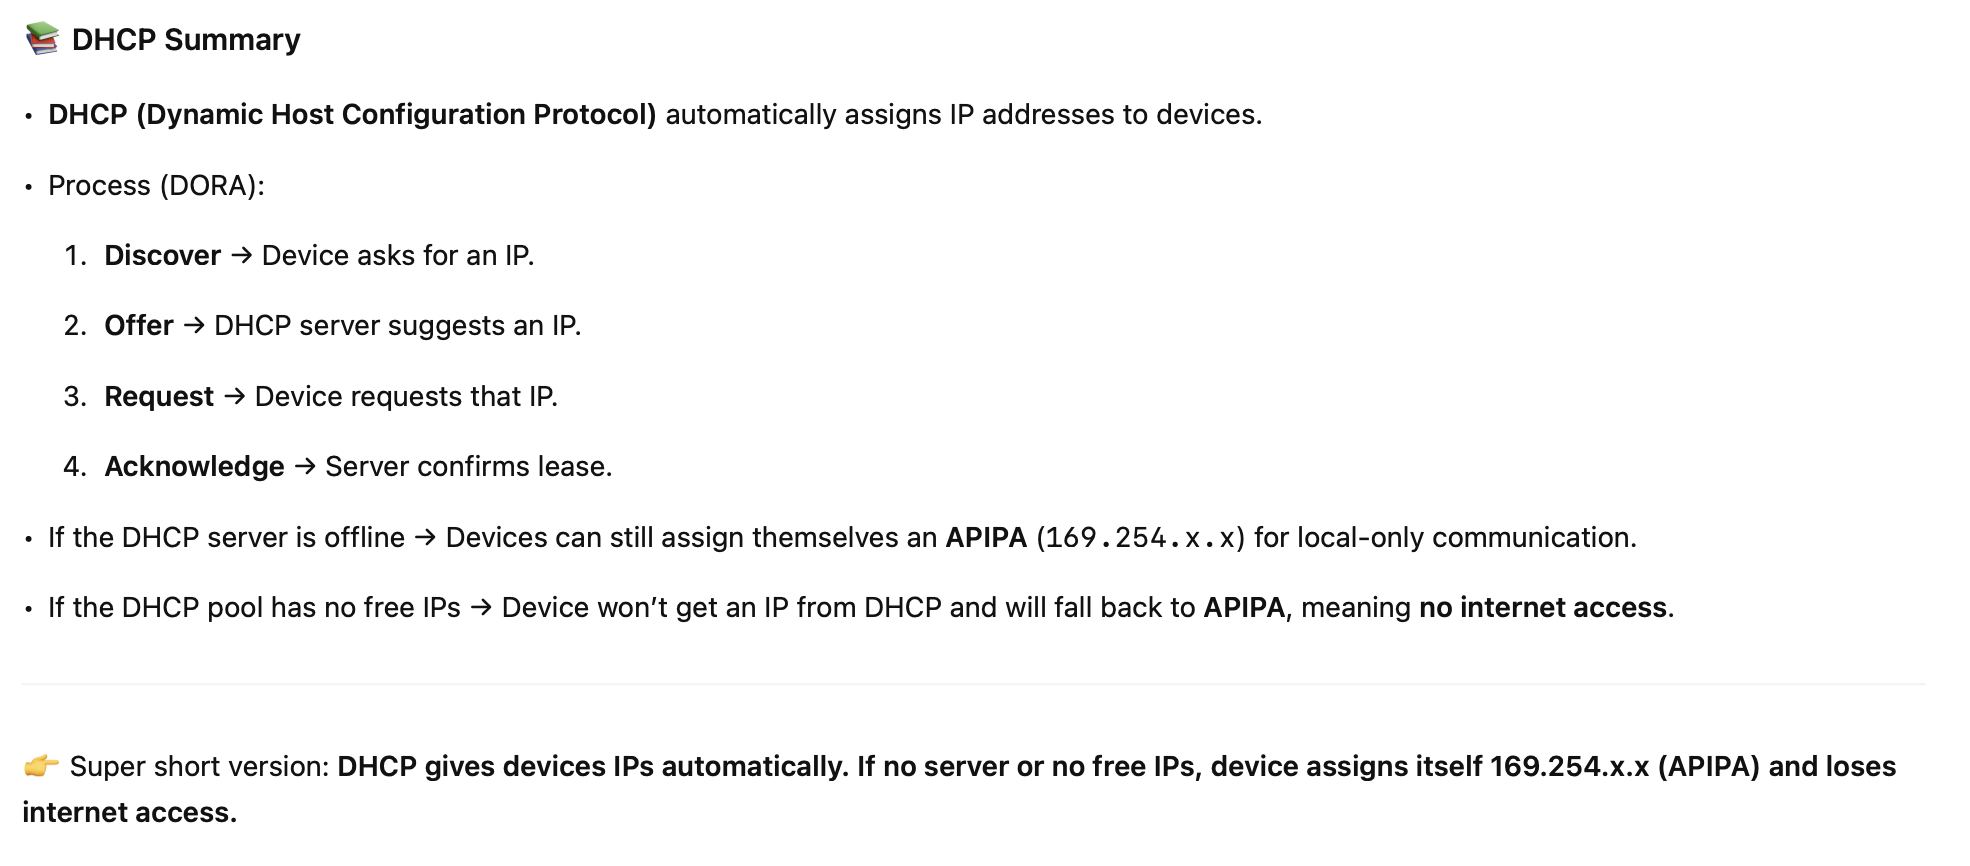 📚 DHCP Summary
• DHCP (Dynamic Host Configuration Protocol) automatically assigns IP addresses to devices.
• Process (DORA):
1. Discover → Device asks for an IP.
2. Offer → DHCP server suggests an IP.
3. Request → Device requests that IP.
4. Acknowledge → Server confirms lease.
• If the DHCP server is offline → Devices can still assign themselves an APIPA (169.254.x.x) for local-only communication.
• If the DHCP pool has no free IPs → Device won’t get an IP from DHCP and will fall back to APIPA, meaning no internet access.
👉 Super short version: DHCP gives devices IPs automatically. If no server or no free IPs, device assigns itself 169.254.x.x (APIPA) and loses
internet access.